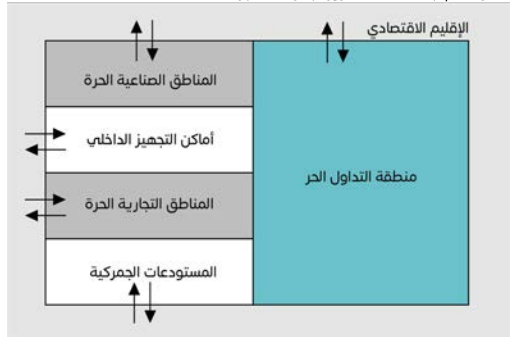 الإقليم الاقتصادي
المناطق الصناعية الحرة
أماكن التجهيز الداخلي
منطقة التداول الحر
المناطق التجارية الحرة
المستودعات الجمركية